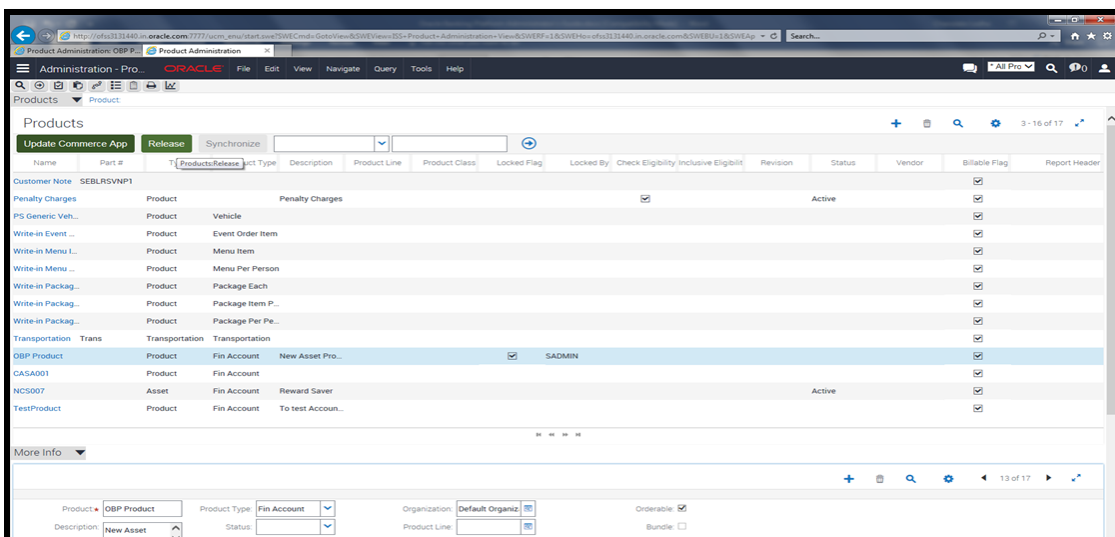 http://ofss3131440.in.oracle.com:7777/ucm_enu/start.swe?SWECmd=GotoView&SWEView=ISS+Product+Administration+View&SWERF=1&SWEHo=ofss3131440.in.oracle.com&SWEBU=1&SWEAp Search...
Product Administration: OBP P... Product Administration ×
Administration - Pro... ORACLE File Edit View Navigate Query Tools Help * All Pro 0
Products Product:
Products 3 - 16 of 17
Update Commerce App Release Synchronize
Name Part # Ty Products:Release uct Type Description Product Line Product Class Locked Flag Locked By Check Eligibility Inclusive Eligibilit Revision Status Vendor Billable Flag Report Header
Customer Note SEBLRSVNP1
Penalty Charges Product Penalty Charges Active
PS Generic Veh... Product Vehicle
Write-in Event ... Product Event Order Item
Write-in Menu I... Product Menu Item
Write-in Menu ... Product Menu Per Person
Write-in Packag... Product Package Each
Write-in Packag... Product Package Item P...
Write-in Packag... Product Package Per Pe...
Transportation Trans Transportation Transportation
OBP Product Product Fin Account New Asset Pro... SADMIN
CASA001 Product Fin Account
NCS007 Asset Fin Account Reward Saver Active
TestProduct Product Fin Account To test Accoun...
More Info
13 of 17
Product:* OBP Product Product Type: Fin Account Organization: Default Organiz Orderable:
Description: New Asset Status: Product Line: Bundle: